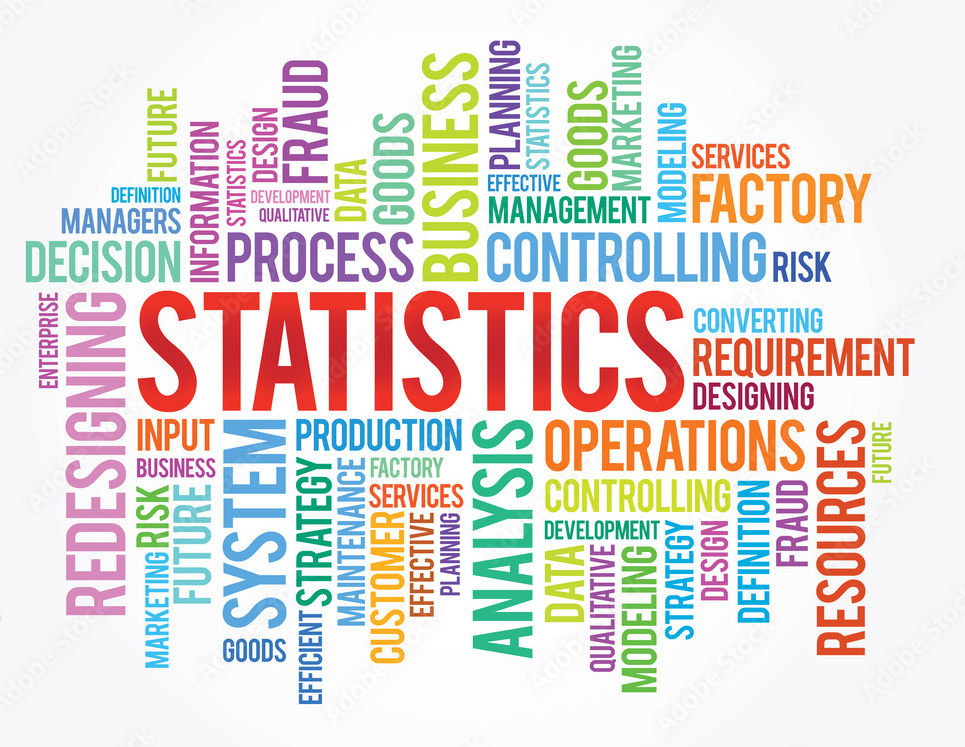 FUTURE
DEFINITION
MANAGERS
DECISION
INFORMATION
STATISTICS
DESIGN
FRAUD
DEVELOPMENT
QUALITATIVE
DATA
GOODS
PROCESS
BUSINESS
PLANNING
STATISTICS
EFFECTIVE
GOODS
MARKETING
MANAGEMENT
MODELING
SERVICES
FACTORY
CONTROLLING
RISK
ENTERPRISE
REDESIGNING
STATISTICS
CONVERTING
REQUIREMENT
DESIGNING
INPUT
BUSINESS
RISK
MARKETING
FUTURE
SYSTEM
GOODS
PRODUCTION
STRATEGY
EFFICIENT
MAINTENANCE
FACTORY
SERVICES
CUSTOMER
EFFECTIVE
PLANNING
ANALYSIS
OPERATIONS
CONTROLLING
DEVELOPMENT
DATA
QUALITATIVE
MODELING
STRATEGY
DESIGN
DEFINITION
FRAUD
RESOURCES
FUTURE
Adobe Stock